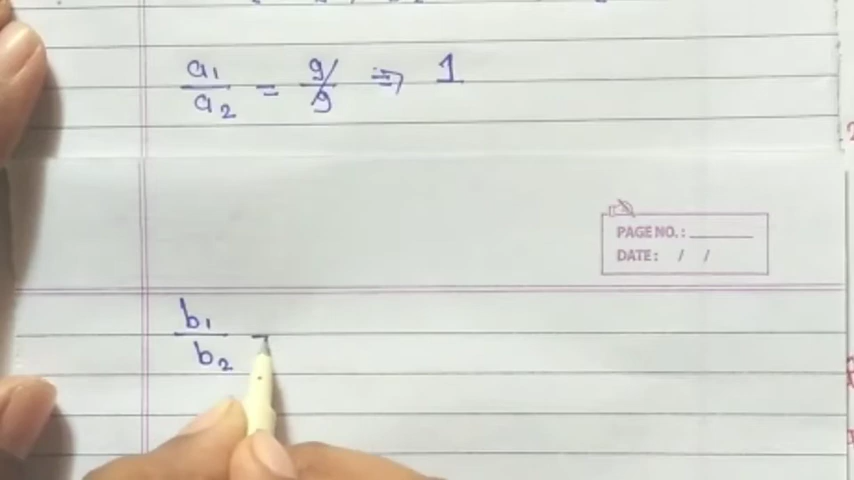 a₁/a₂ = 9/9 ⇒ 1
PAGE NO.:
DATE: / /
b₁/b₂ =